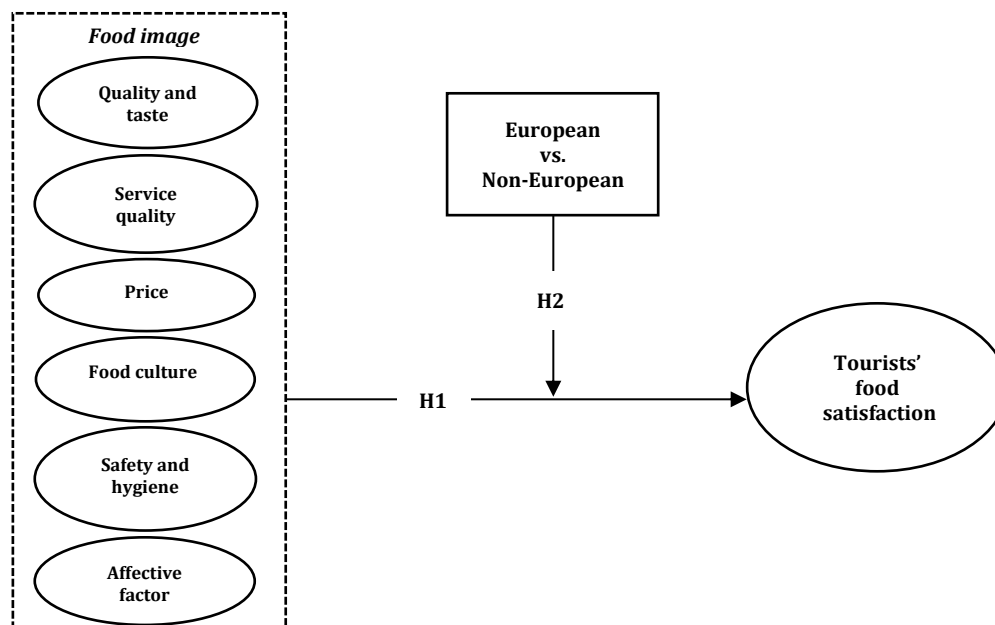 Food image
Quality and
taste
Service
quality
Price
Food culture
Safety and
hygiene
Affective
factor
European
vs.
Non-European
H2
H1
Tourists’
food
satisfaction